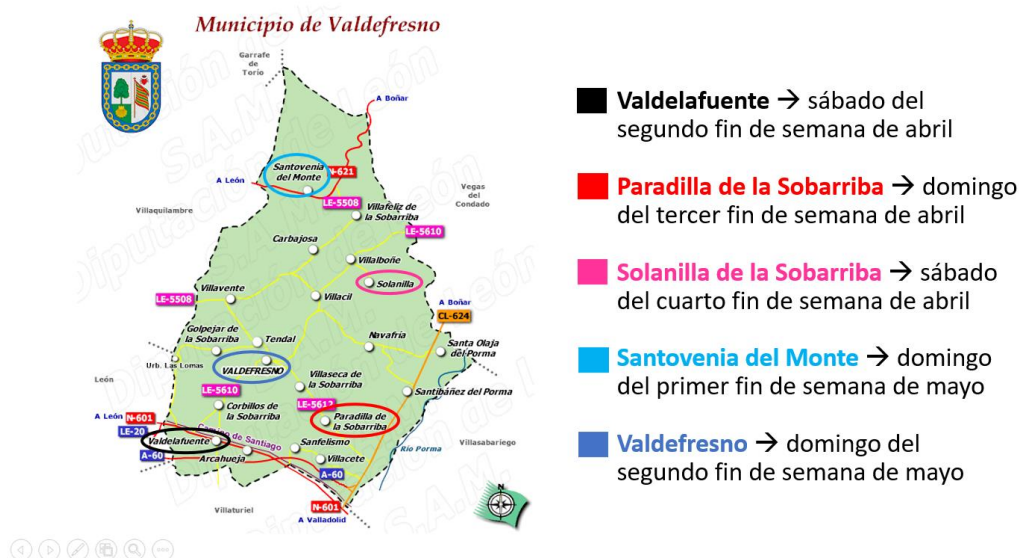 Municipio de Valdefresno
Garrafe
de
Torío
A Boñar
Santovenia
del Monte
N-621
A León
LE-5508
Vegas
del
Condado
Villaquilambre
Villafeliz de
la Sobarriba
LE-5610
Carbajosa
Villalboñe
Solanilla
LE-5508
Villavente
Villacil
A Boñar
CL-624
Golpejar de
la Sobarriba
Tendal
Navafría
Santa Olaja
del Porma
Urb. Las Lomas
VALDEFRESNO
León
Villaseca de
la Sobarriba
LE-5610
Santibáñez del Porma
Corbillos de
la Sobarriba
LE-5612
Paradilla de
la Sobarriba
A León
N-601
LE-20
Camino de Santiago
Valdelafuente
Sanfelismo
Villasabariego
A-60
Arcahueja
Villacete
Río Porma
A-60
Villaturiel
N-601
A Valladolid
N
Valdelafuente → sábado del
segundo fin de semana de abril
Paradilla de la Sobarriba → domingo
del tercer fin de semana de abril
Solanilla de la Sobarriba → sábado
del cuarto fin de semana de abril
Santovenia del Monte → domingo
del primer fin de semana de mayo
Valdefresno → domingo del
segundo fin de semana de mayo